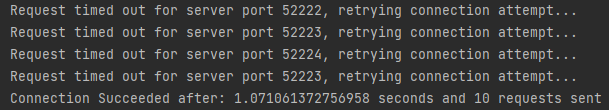 Request timed out for server port 52222, retrying connection attempt...
Request timed out for server port 52223, retrying connection attempt...
Request timed out for server port 52224, retrying connection attempt...
Request timed out for server port 52223, retrying connection attempt...
Connection Succeeded after: 1.071061372756958 seconds and 10 requests sent